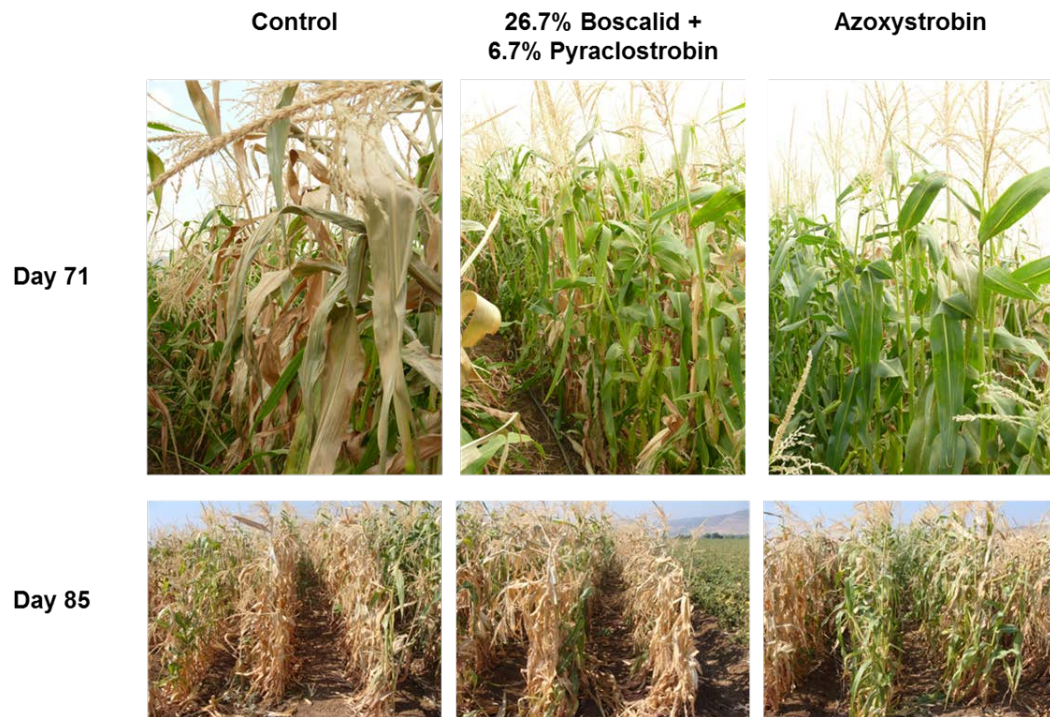 Control
26.7% Boscalid +
6.7% Pyraclostrobin
Azoxystrobin
Day 71
Day 85